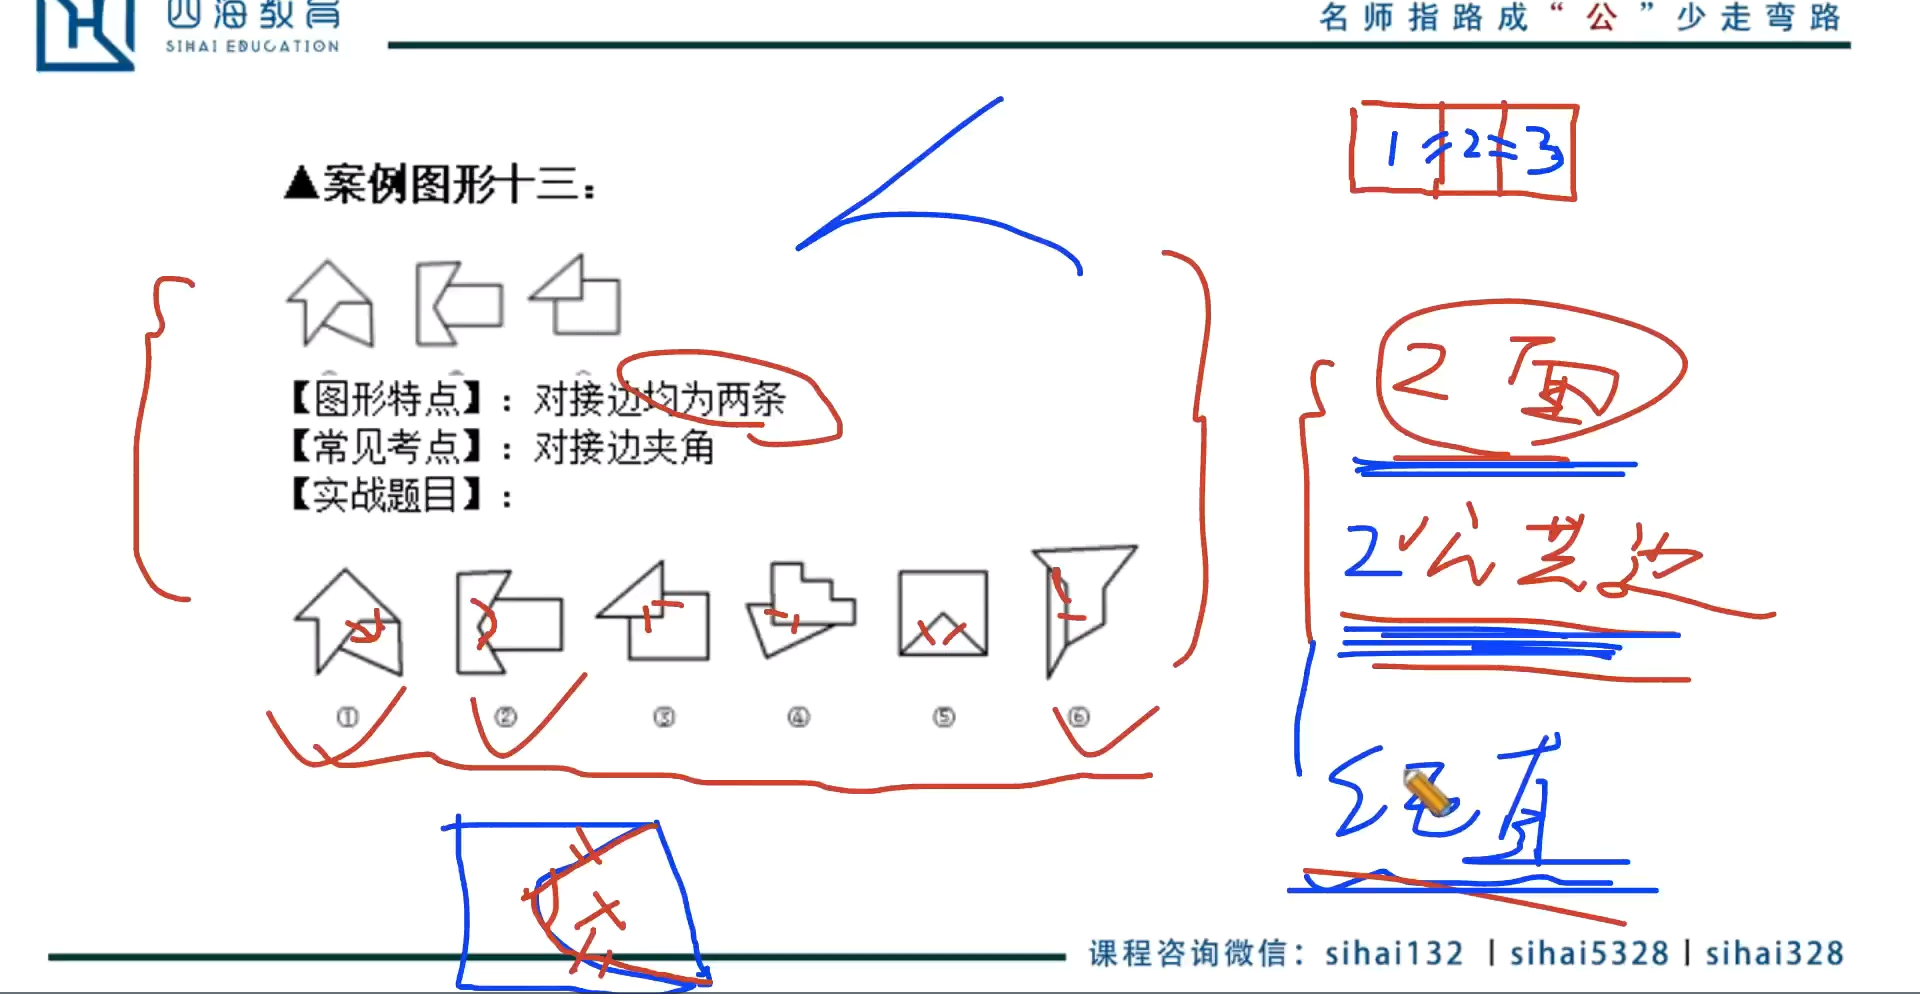 四海教育
SIHAI EDUCATION
名师指路成“公”少走弯路
1=2=3
▲案例图形十三：
【图形特点】：对接边均为两条
【常见考点】：对接边夹角
【实战题目】：
2面
2公共边
① ② ③ ④ ⑤ ⑥
课程咨询微信：sihai132 | sihai5328 | sihai328